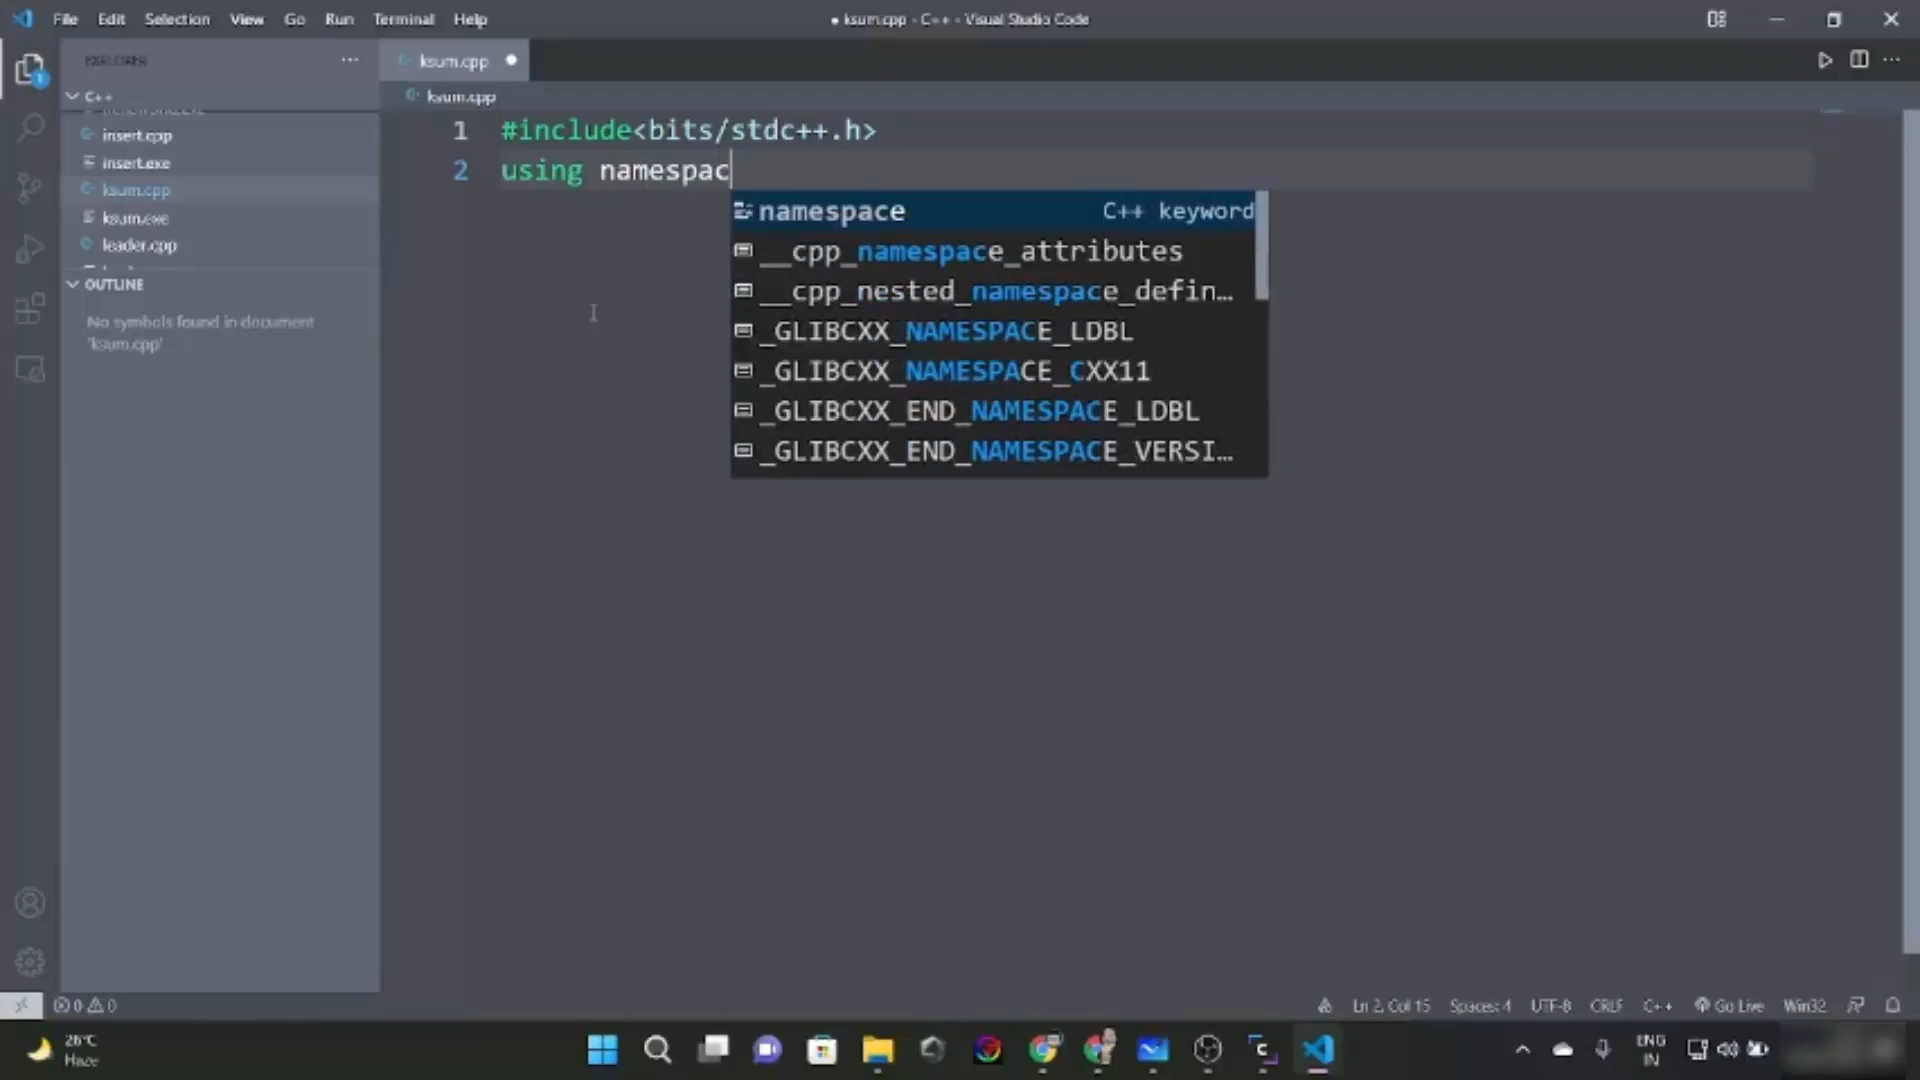 File Edit Selection View Go Run Terminal Help
● ksum.cpp - C++ - Visual Studio Code
EXPLORER
ksum.cpp
C++
ksum.cpp
insert.cpp
insert.exe
ksum.cpp
ksum.exe
leader.cpp
OUTLINE
No symbols found in document
'ksum.cpp'
1 #include<bits/stdc++.h>
2 using namespac
namespace C++ keyword
__cpp_namespace_attributes
__cpp_nested_namespace_defin…
_GLIBCXX_NAMESPACE_LDBL
_GLIBCXX_NAMESPACE_CXX11
_GLIBCXX_END_NAMESPACE_LDBL
_GLIBCXX_END_NAMESPACE_VERSI…
0 0
Ln 2, Col 15 Spaces: 4 UTF-8 CRLF C++ Go Live Win32
26°C
Haze
ENG
IN